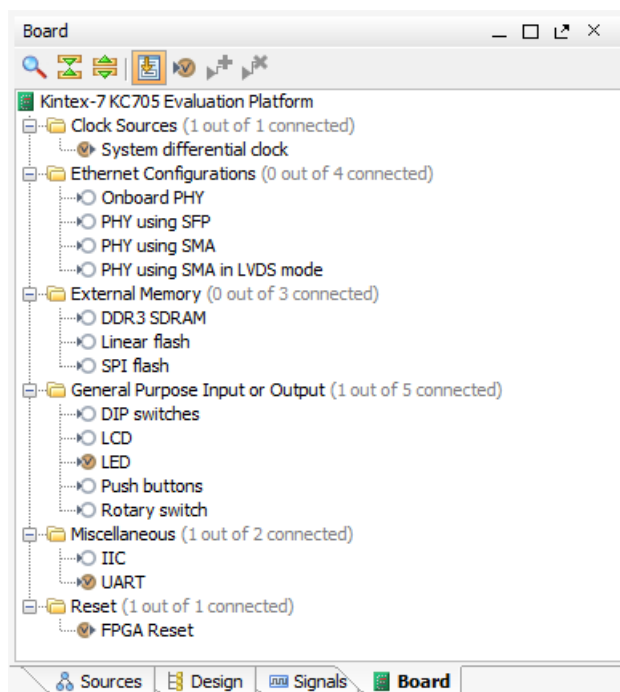 Board
Kintex-7 KC705 Evaluation Platform
Clock Sources (1 out of 1 connected)
System differential clock
Ethernet Configurations (0 out of 4 connected)
Onboard PHY
PHY using SFP
PHY using SMA
PHY using SMA in LVDS mode
External Memory (0 out of 3 connected)
DDR3 SDRAM
Linear flash
SPI flash
General Purpose Input or Output (1 out of 5 connected)
DIP switches
LCD
LED
Push buttons
Rotary switch
Miscellaneous (1 out of 2 connected)
IIC
UART
Reset (1 out of 1 connected)
FPGA Reset
Sources Design Signals Board